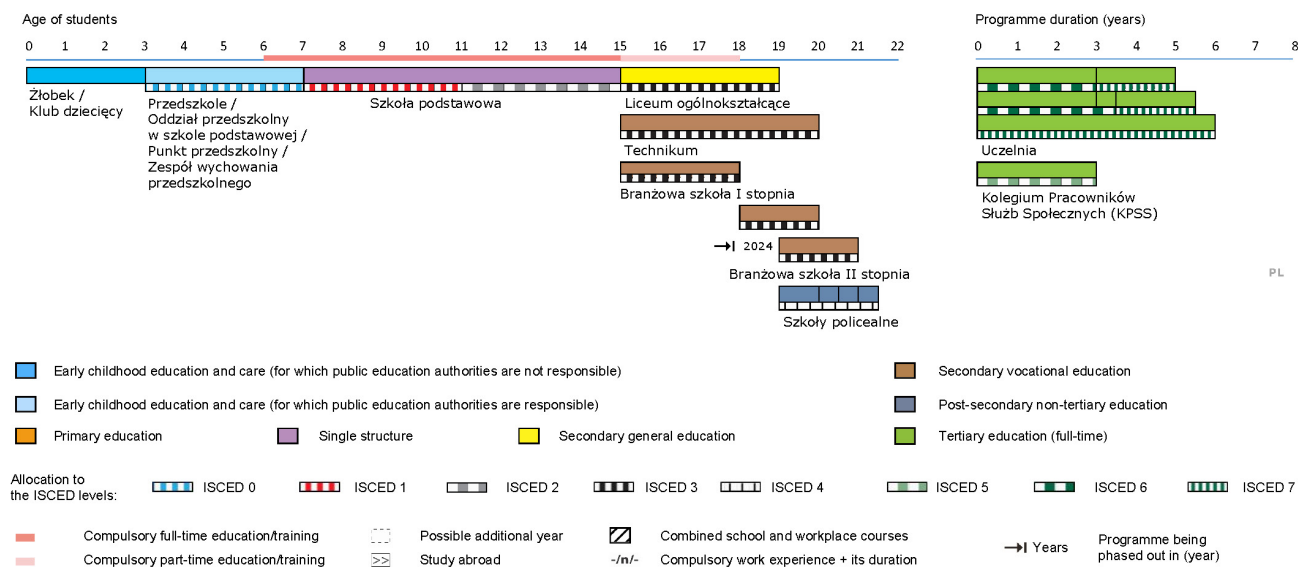 Age of students
Programme duration (years)
0 1 2 3 4 5 6 7 8 9 10 11 12 13 14 15 16 17 18 19 20 21 22
0 1 2 3 4 5 6 7 8
Żłobek /
Klub dziecięcy
Przedszkole /
Oddział przedszkolny
w szkole podstawowej /
Punkt przedszkolny /
Zespół wychowania
przedszkolnego
Szkoła podstawowa
Liceum ogólnokształcące
Technikum
Branżowa szkoła I stopnia
2024
Branżowa szkoła II stopnia
Szkoły policealne
Uczelnia
Kolegium Pracowników
Służb Społecznych (KPSS)
PL
Early childhood education and care (for which public education authorities are not responsible)
Secondary vocational education
Early childhood education and care (for which public education authorities are responsible)
Post-secondary non-tertiary education
Primary education
Single structure
Secondary general education
Tertiary education (full-time)
Allocation to
the ISCED levels:
ISCED 0
ISCED 1
ISCED 2
ISCED 3
ISCED 4
ISCED 5
ISCED 6
ISCED 7
Compulsory full-time education/training
Possible additional year
Combined school and workplace courses
Years
Programme being
phased out in (year)
Compulsory part-time education/training
>> Study abroad
-/n/- Compulsory work experience + its duration